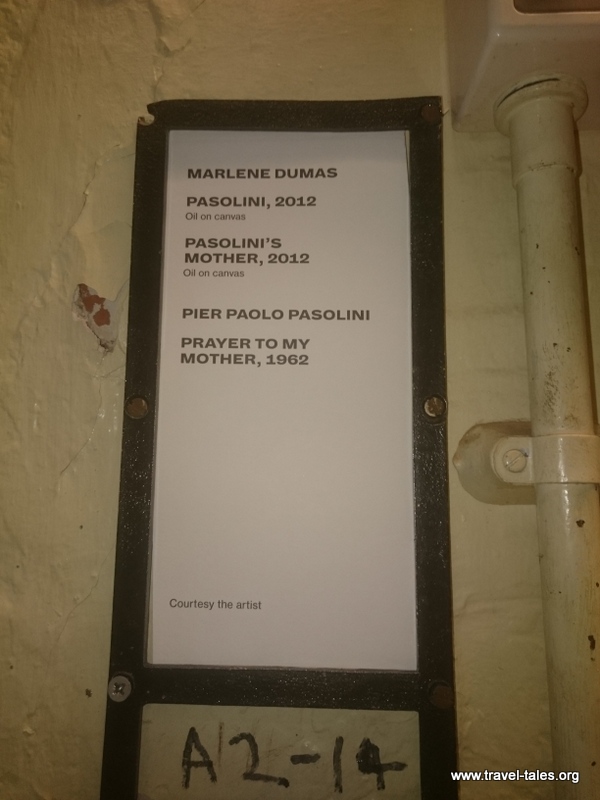 MARLENE DUMAS
PASOLINI, 2012
Oil on canvas
PASOLINI'S
MOTHER, 2012
Oil on canvas
PIER PAOLO PASOLINI
PRAYER TO MY
MOTHER, 1962
Courtesy the artist
A2-14
www.travel-tales.org